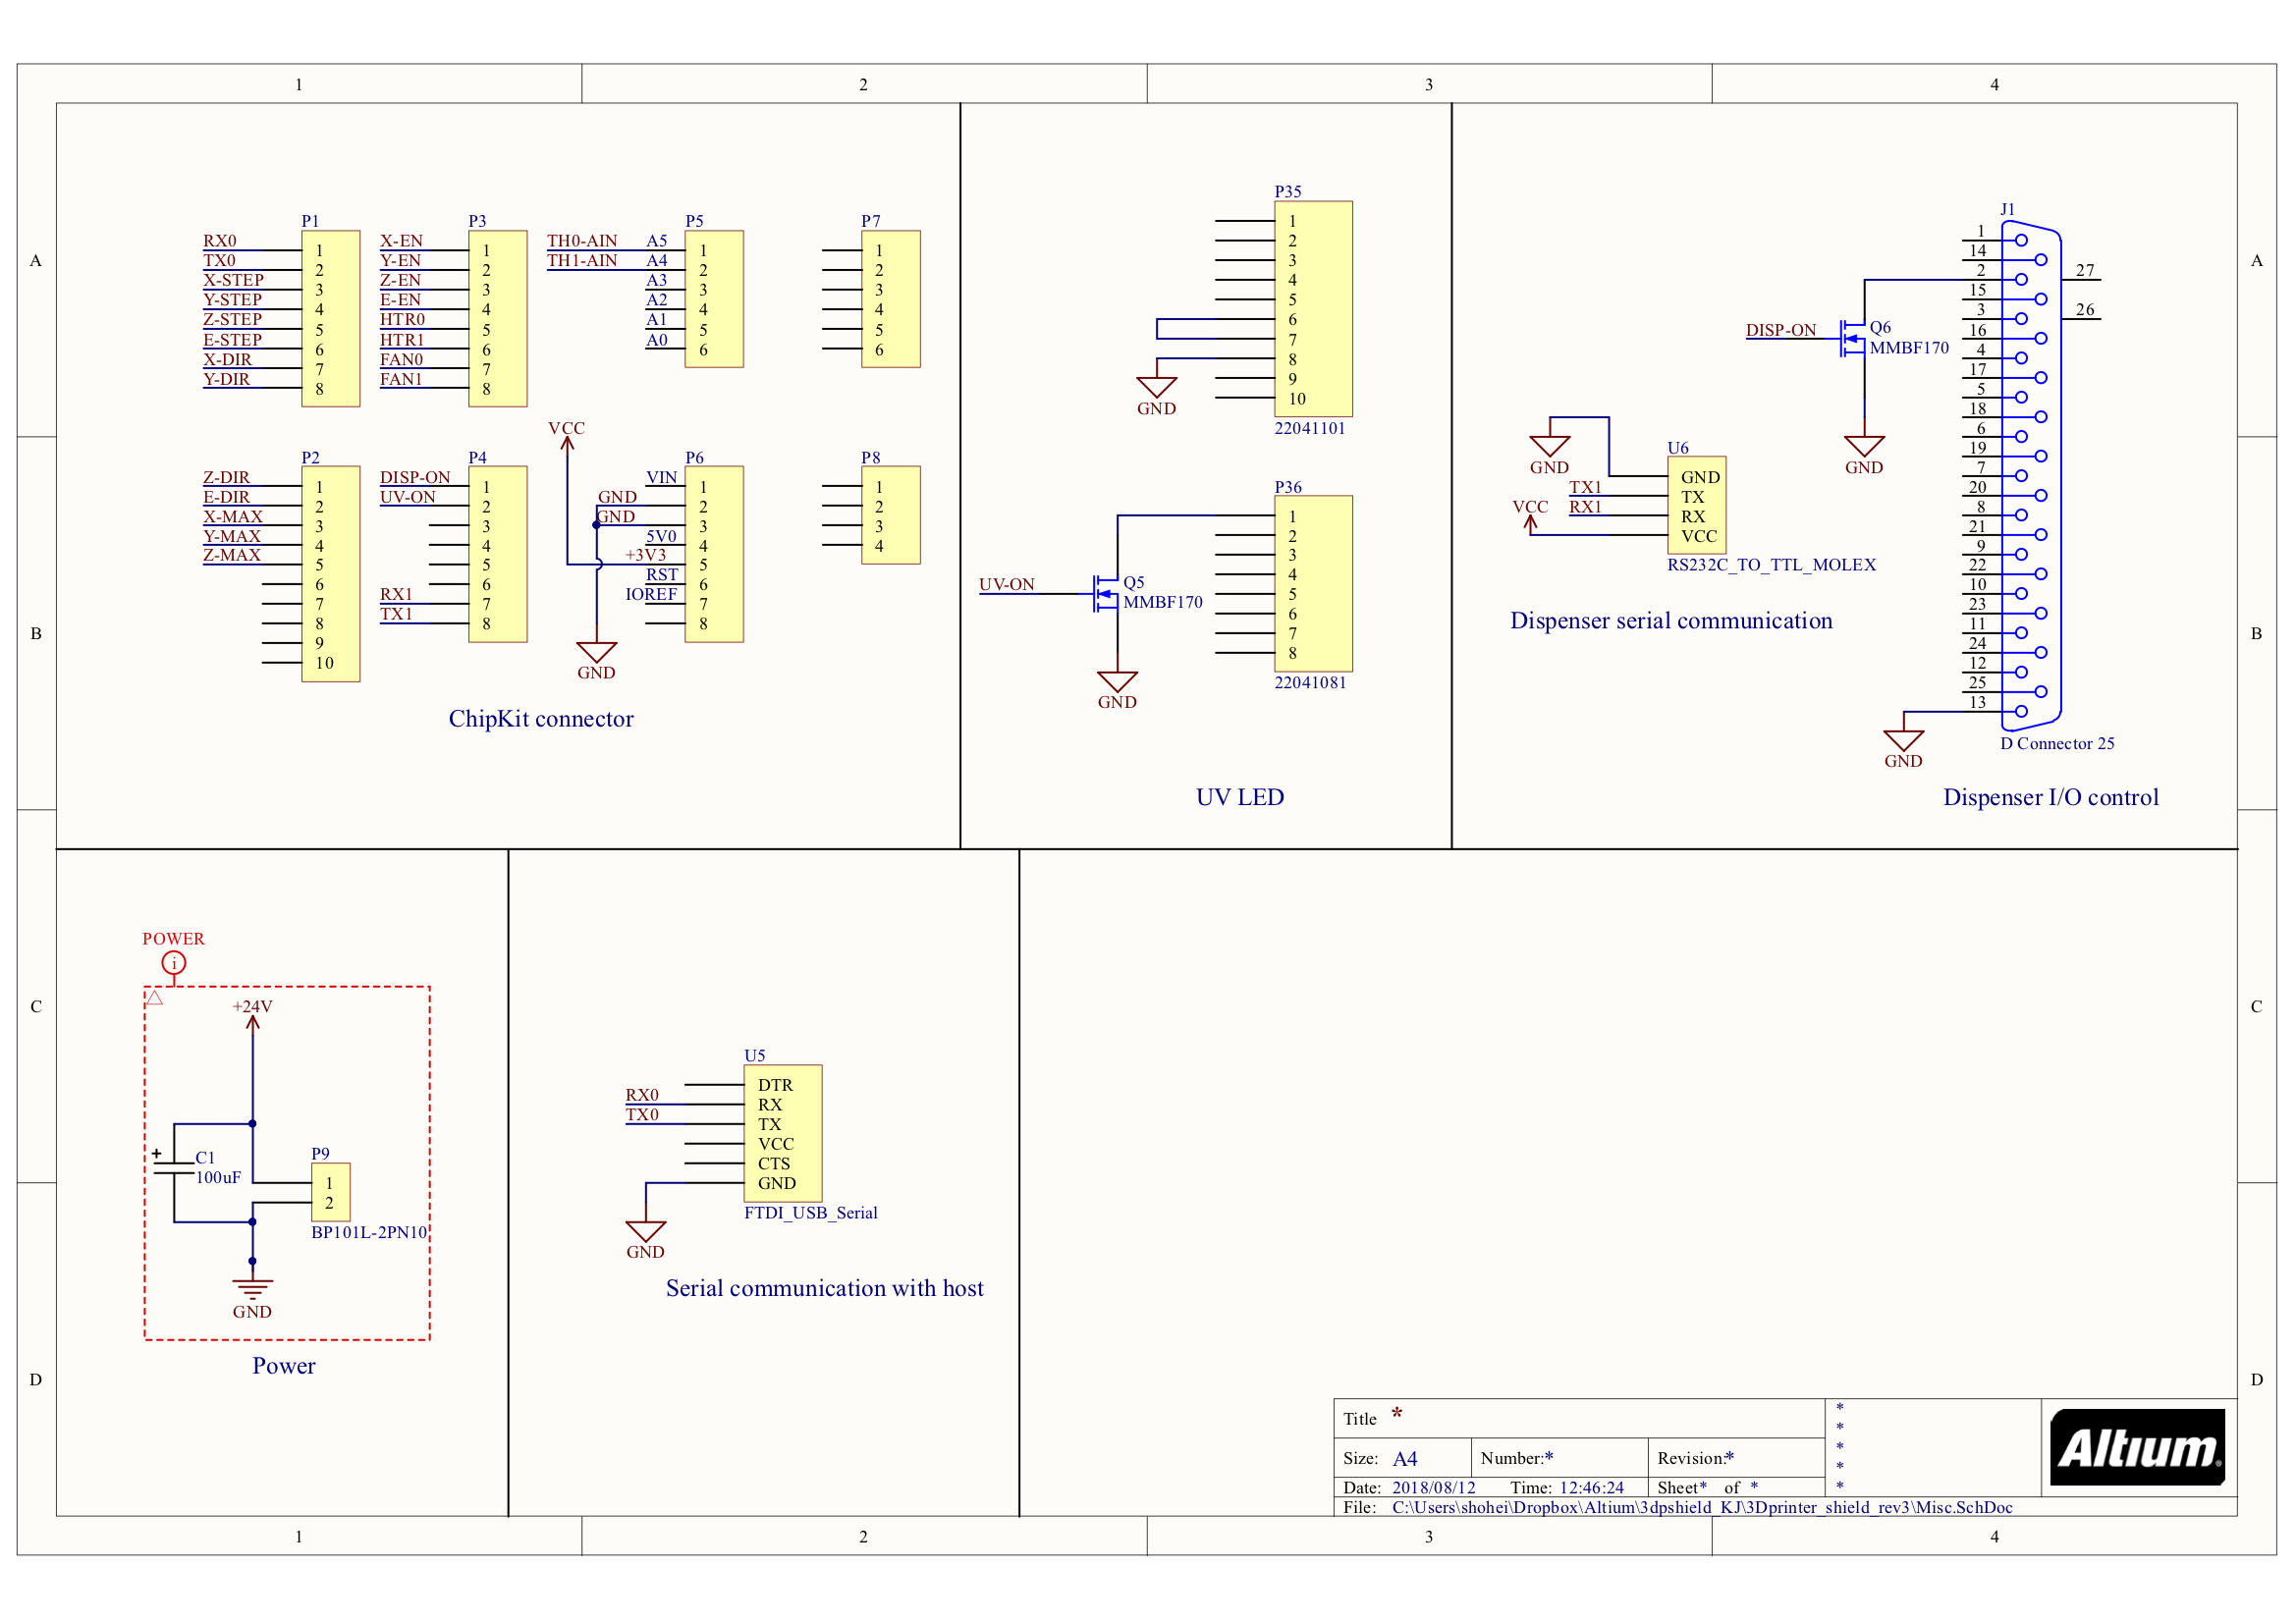 1 2 3 4
A
B
C
D
P1
RX0 1
TX0 2
X-STEP 3
Y-STEP 4
Z-STEP 5
E-STEP 6
X-DIR 7
Y-DIR 8
P3
X-EN 1
Y-EN 2
Z-EN 3
E-EN 4
HTR0 5
HTR1 6
FAN0 7
FAN1 8
P5
TH0-AIN A5 1
TH1-AIN A4 2
A3 3
A2 4
A1 5
A0 6
P7
1
2
3
4
5
6
P2
Z-DIR 1
E-DIR 2
X-MAX 3
Y-MAX 4
Z-MAX 5
6
7
8
9
10
P4
DISP-ON 1
UV-ON 2
3
4
5
6
RX1 7
TX1 8
VCC
P6
VIN 1
GND 2
GND 3
5V0 4
+3V3 5
RST 6
IOREF 7
8
GND
P8
1
2
3
4
ChipKit connector
P35
1
2
3
4
5
6
7
8
9
10
GND
22041101
P36
1
2
3
4
5
6
7
8
22041081
UV-ON
Q5
MMBF170
GND
UV LED
GND
U6
GND
TX1 TX
RX1 RX
VCC VCC
RS232C_TO_TTL_MOLEX
Dispenser serial communication
DISP-ON
Q6
MMBF170
GND
J1
1
14
2
15
3
16
4
17
5
18
6
19
7
20
8
21
9
22
10
23
11
24
12
25
13
27
26
GND
D Connector 25
Dispenser I/O control
POWER
i
+24V
+
C1
100uF
P9
1
2
BP101L-2PN10
GND
Power
U5
DTR
RX0 RX
TX0 TX
VCC
CTS
GND
GND
FTDI_USB_Serial
Serial communication with host
Title *
Size: A4 Number:* Revision:*
Date: 2018/08/12 Time: 12:46:24 Sheet* of *
File: C:\Users\shohei\Dropbox\Altium\3dpshield_KJ\3Dprinter_shield_rev3\Misc.SchDoc
*
*
*
*
*
Altium
A
B
C
D
1 2 3 4